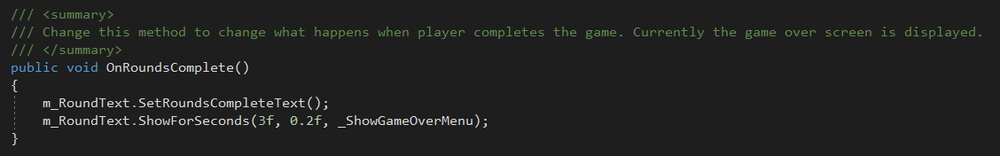 /// <summary>
/// Change this method to change what happens when player completes the game. Currently the game over screen is displayed.
/// </summary>
public void OnRoundsComplete()
{
    m_RoundText.SetRoundsCompleteText();
    m_RoundText.ShowForSeconds(3f, 0.2f, _ShowGameOverMenu);
}